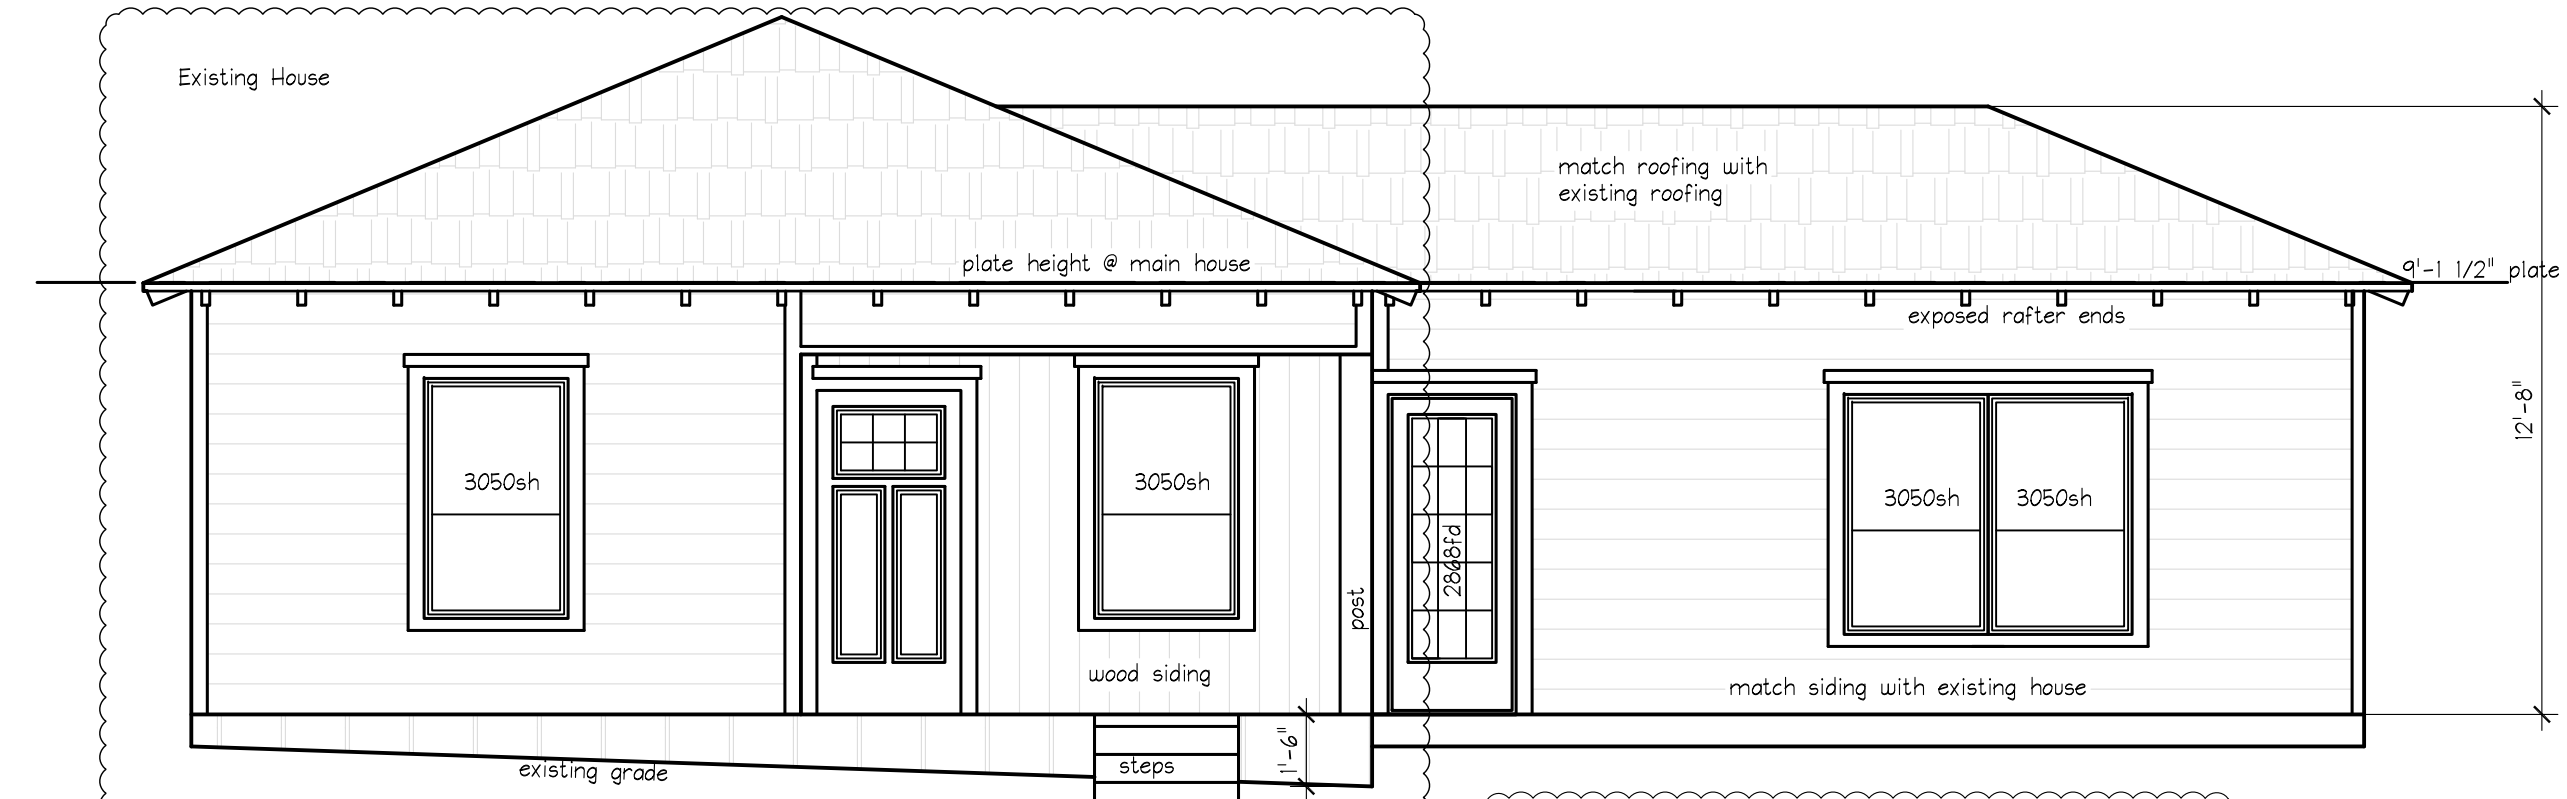 Existing House
match roofing with
existing roofing
plate height @ main house
9'-1 1/2" plate
exposed rafter ends
12'-8"
3050sh
3050sh
3050sh
3050sh
2868fd
post
wood siding
match siding with existing house
1'-6"
steps
existing grade